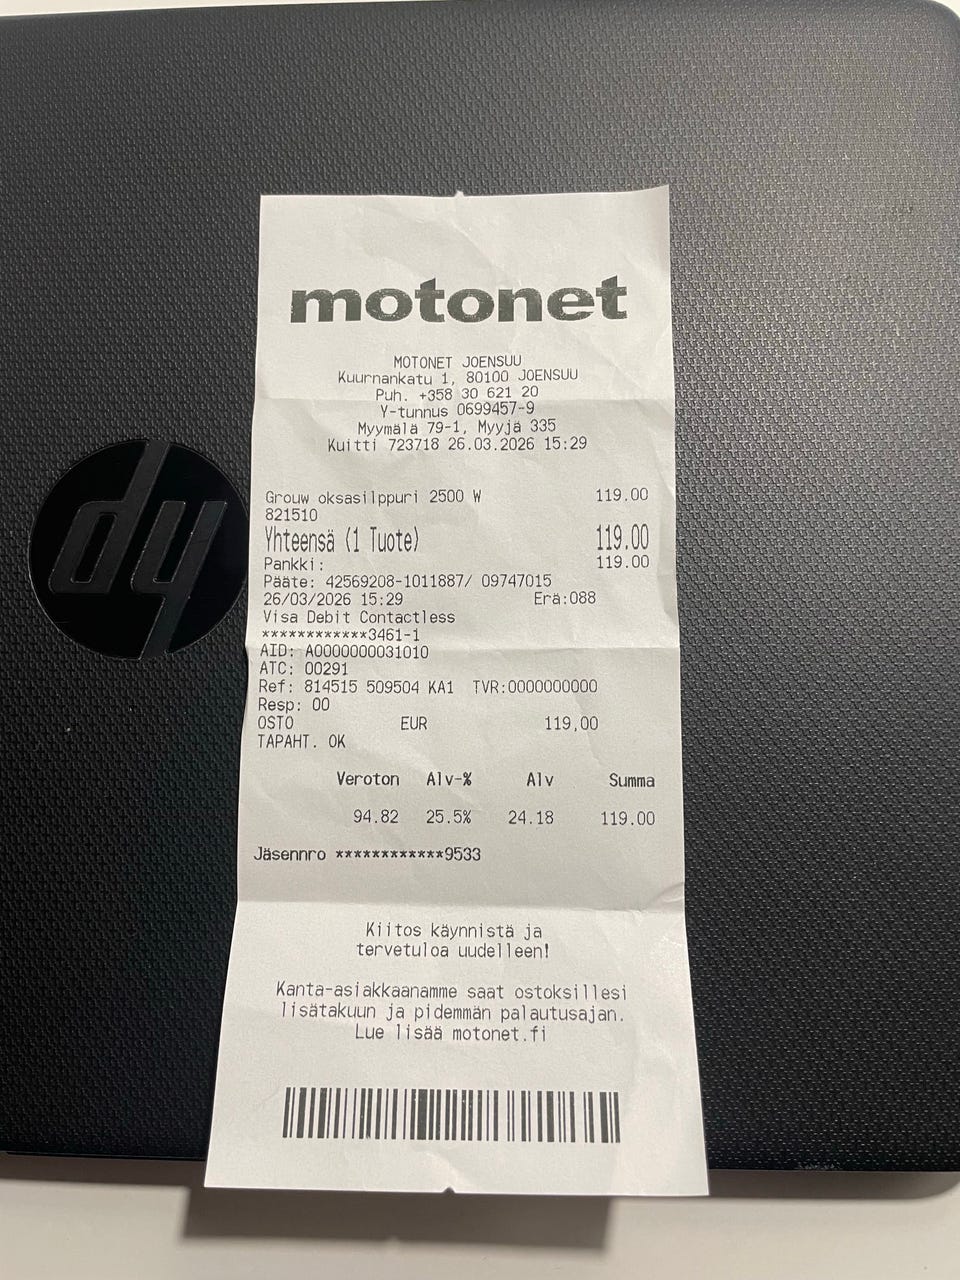 hp
motonet
MOTONET JOENSUU
Kuurnankatu 1, 80100 JOENSUU
Puh. +358 30 621 20
Y-tunnus 0699457-9
Myymälä 79-1, Myyjä 335
Kuitti 723718 26.03.2026 15:29
Grouw oksasilppuri 2500 W 119.00
821510
Yhteensä (1 Tuote) 119.00
Pankki: 119.00
Pääte: 42569208-1011887/ 09747015
26/03/2026 15:29 Erä:088
Visa Debit Contactless
************3461-1
AID: A0000000031010
ATC: 00291
Ref: 814515 509504 KA1 TVR:0000000000
Resp: 00
OSTO EUR 119,00
TAPAHT. OK
Veroton Alv-% Alv Summa
94.82 25.5% 24.18 119.00
Jäsennro ************9533
Kiitos käynnistä ja
tervetuloa uudelleen!
Kanta-asiakkaanamme saat ostoksillesi
lisätakuun ja pidemmän palautusajan.
Lue lisää motonet.fi